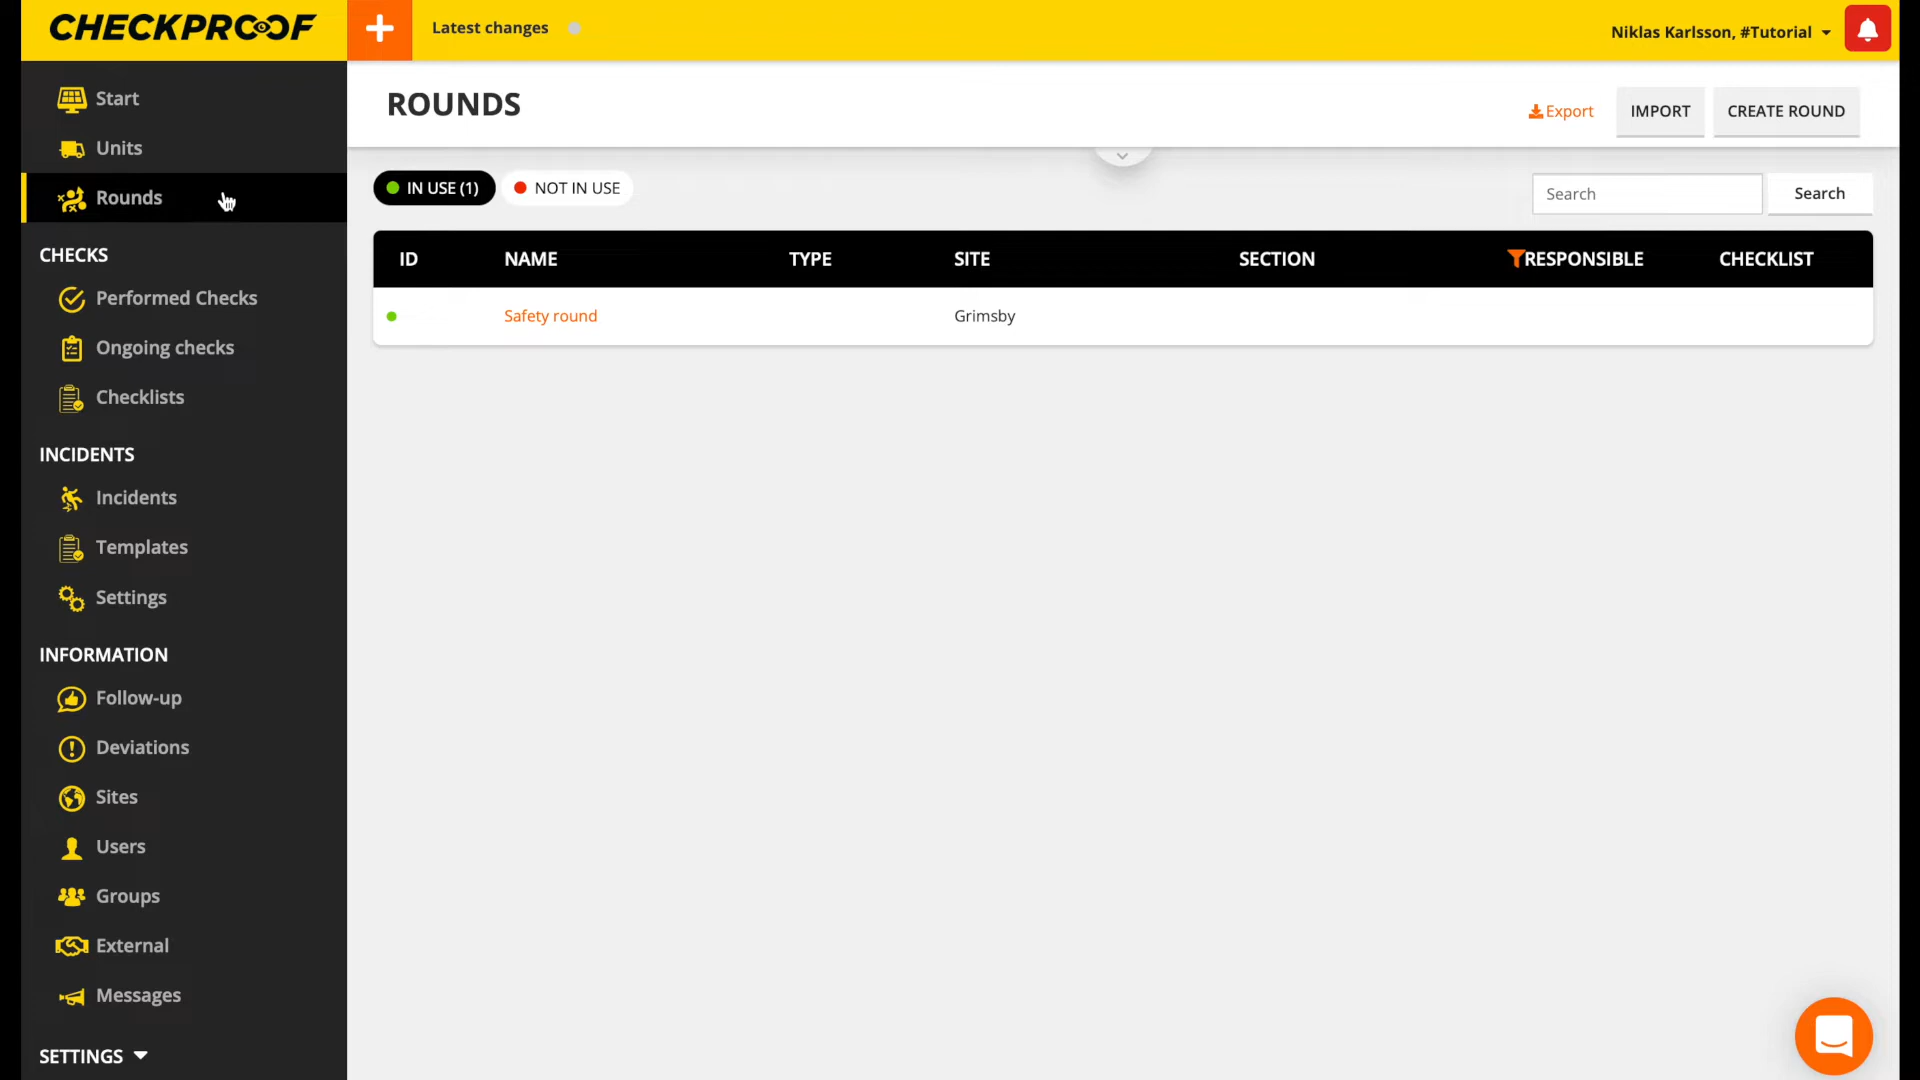 CHECKPROOF
+
Latest changes
Niklas Karlsson, #Tutorial
Start
Units
Rounds
CHECKS
Performed Checks
Ongoing checks
Checklists
INCIDENTS
Incidents
Templates
Settings
INFORMATION
Follow-up
Deviations
Sites
Users
Groups
External
Messages
SETTINGS
ROUNDS
Export
IMPORT
CREATE ROUND
IN USE (1)
NOT IN USE
Search
Search
ID NAME TYPE SITE SECTION RESPONSIBLE CHECKLIST
Safety round Grimsby